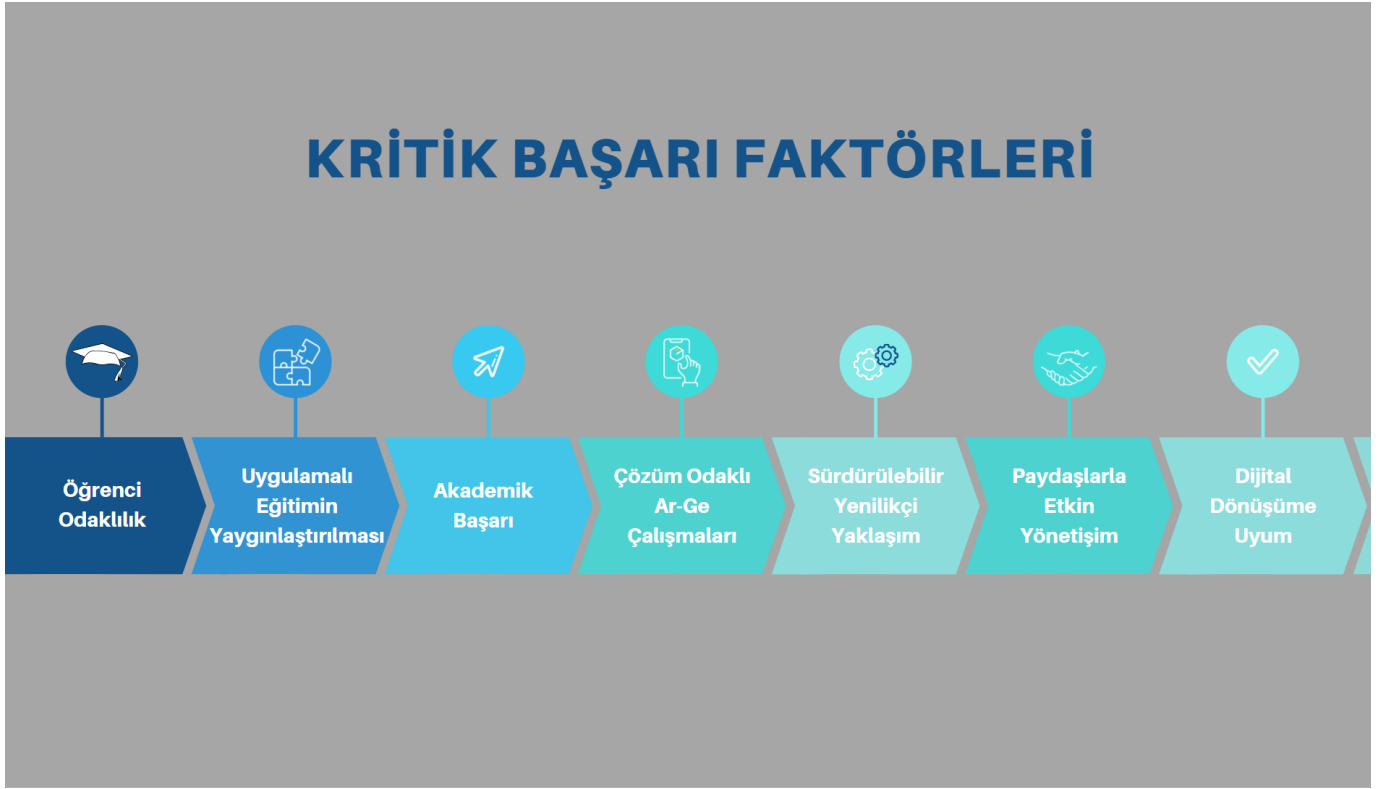 KRİTİK BAŞARI FAKTÖRLERİ
Öğrenci
Odaklılık
Uygulamalı
Eğitimin
Yaygınlaştırılması
Akademik
Başarı
Çözüm Odaklı
Ar-Ge
Çalışmaları
Sürdürülebilir
Yenilikçi
Yaklaşım
Paydaşlarla
Etkin
Yönetişim
Dijital
Dönüşüme
Uyum